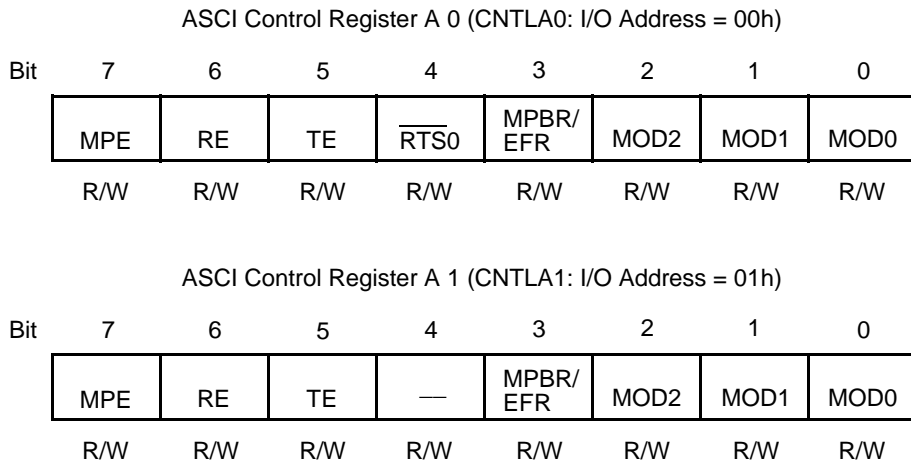 ASCI Control Register A 0 (CNTLA0: I/O Address = 00h)
Bit 7 6 5 4 3 2 1 0
MPE RE TE RTS0 MPBR/ EFR MOD2 MOD1 MOD0
R/W R/W R/W R/W R/W R/W R/W R/W
ASCI Control Register A 1 (CNTLA1: I/O Address = 01h)
Bit 7 6 5 4 3 2 1 0
MPE RE TE — MPBR/ EFR MOD2 MOD1 MOD0
R/W R/W R/W R/W R/W R/W R/W R/W